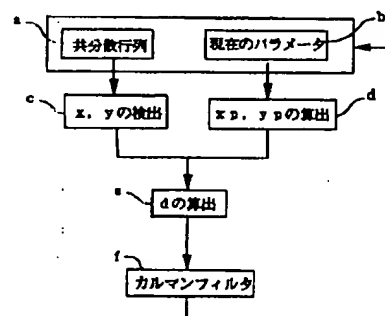 a
共分散行列
現在のパラメータ
b
c
x，yの検出
xp，ypの算出
d
e
dの算出
f
カルマンフィルタ